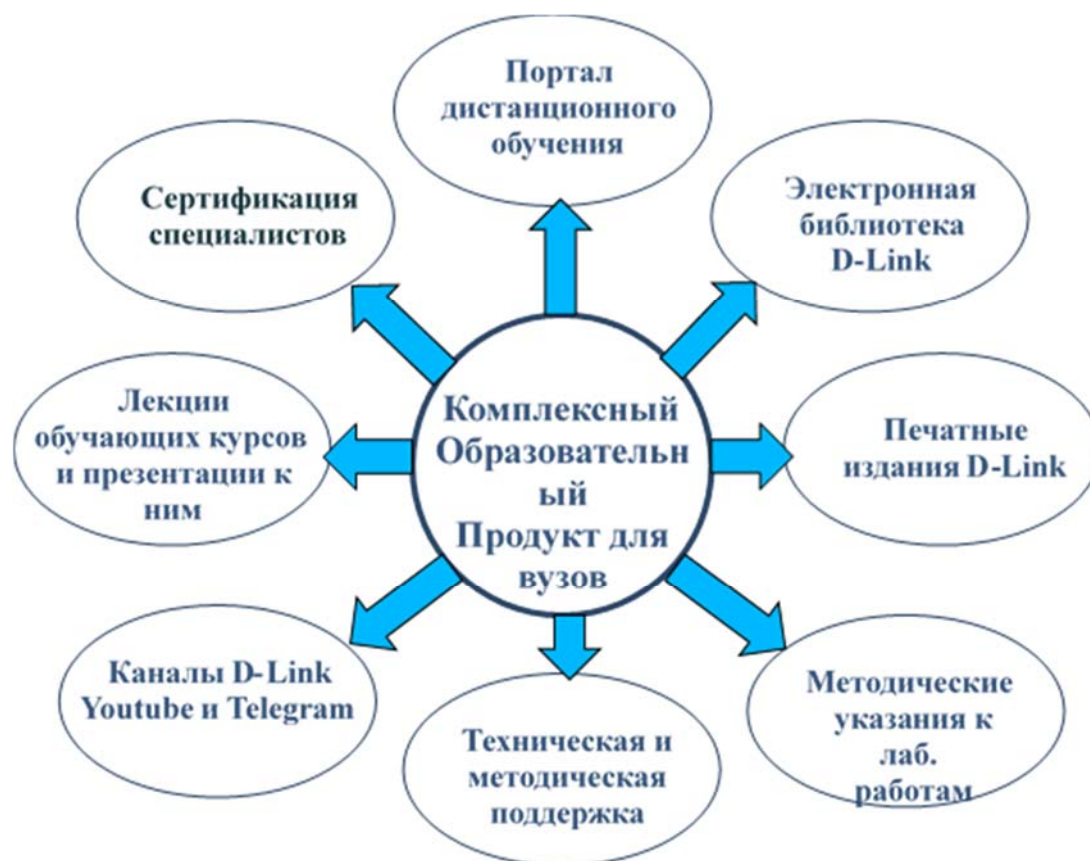 Портал
дистанционного
обучения
Сертификация
специалистов
Электронная
библиотека
D-Link
Лекции
обучающих курсов
и презентации к
ним
Комплексный
Образовательн
ый
Продукт для
вузов
Печатные
издания D-Link
Каналы D-Link
Youtube и Telegram
Техническая и
методическая
поддержка
Методические
указания к
лаб.
работам